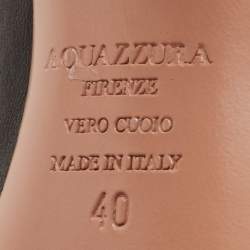 AQUAZZURA
FIRENZE
VERO CUOIO
MADE IN ITALY
40